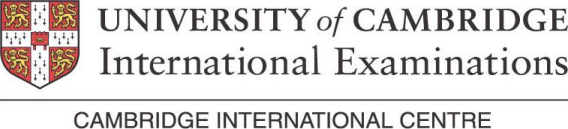 UNIVERSITY of CAMBRIDGE
International Examinations
CAMBRIDGE INTERNATIONAL CENTRE